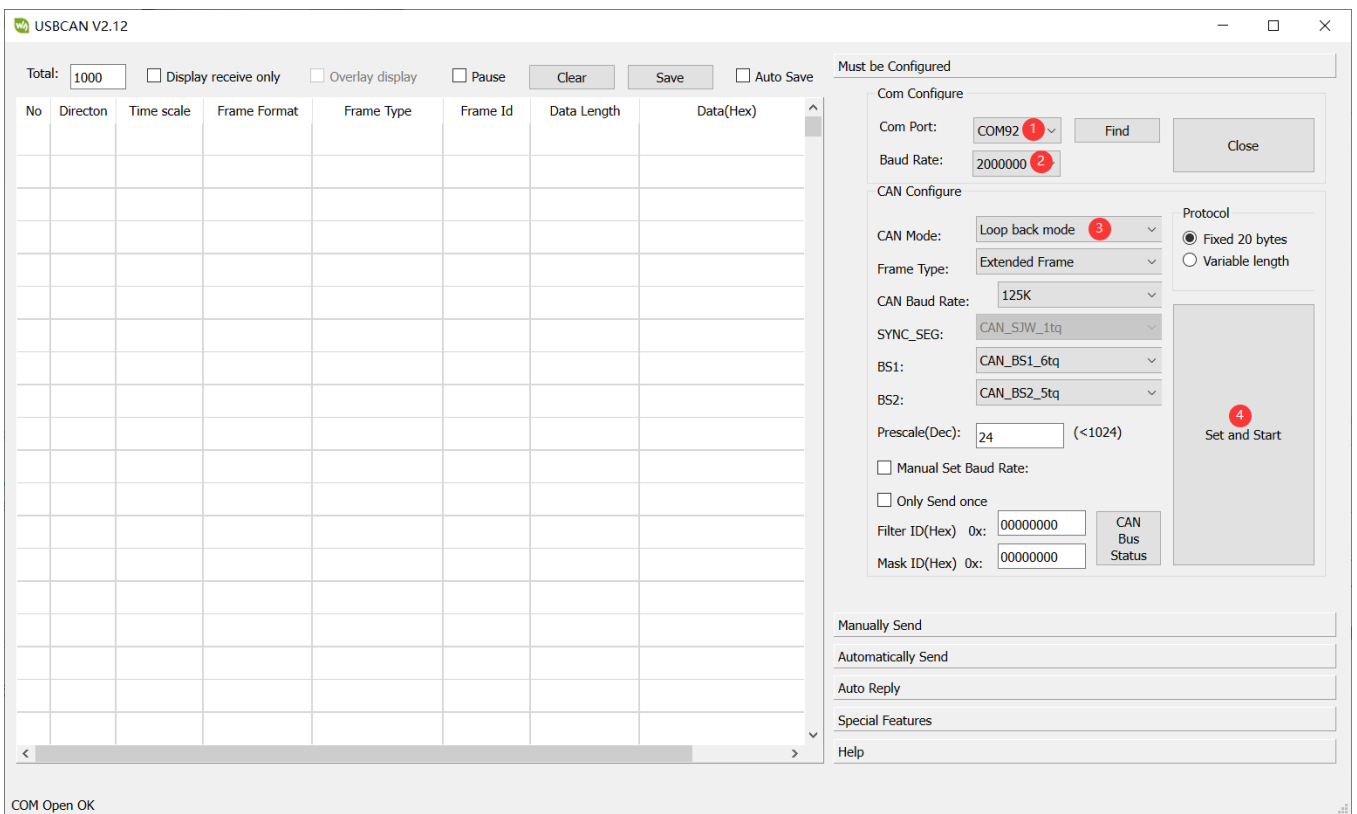 USBCAN V2.12
Total: 1000 Display receive only Overlay display Pause Clear Save Auto Save
No Directon Time scale Frame Format Frame Type Frame Id Data Length Data(Hex)
Must be Configured
Com Configure
Com Port: COM92 1 Find
Close
Baud Rate: 2000000 2
CAN Configure
CAN Mode: Loop back mode 3
Frame Type: Extended Frame
CAN Baud Rate: 125K
SYNC_SEG: CAN_SJW_1tq
BS1: CAN_BS1_6tq
BS2: CAN_BS2_5tq
Prescale(Dec): 24 (<1024)
Manual Set Baud Rate:
Only Send once
Filter ID(Hex) 0x: 00000000
Mask ID(Hex) 0x: 00000000
CAN
Bus
Status
Protocol
Fixed 20 bytes
Variable length
4
Set and Start
Manually Send
Automatically Send
Auto Reply
Special Features
Help
COM Open OK